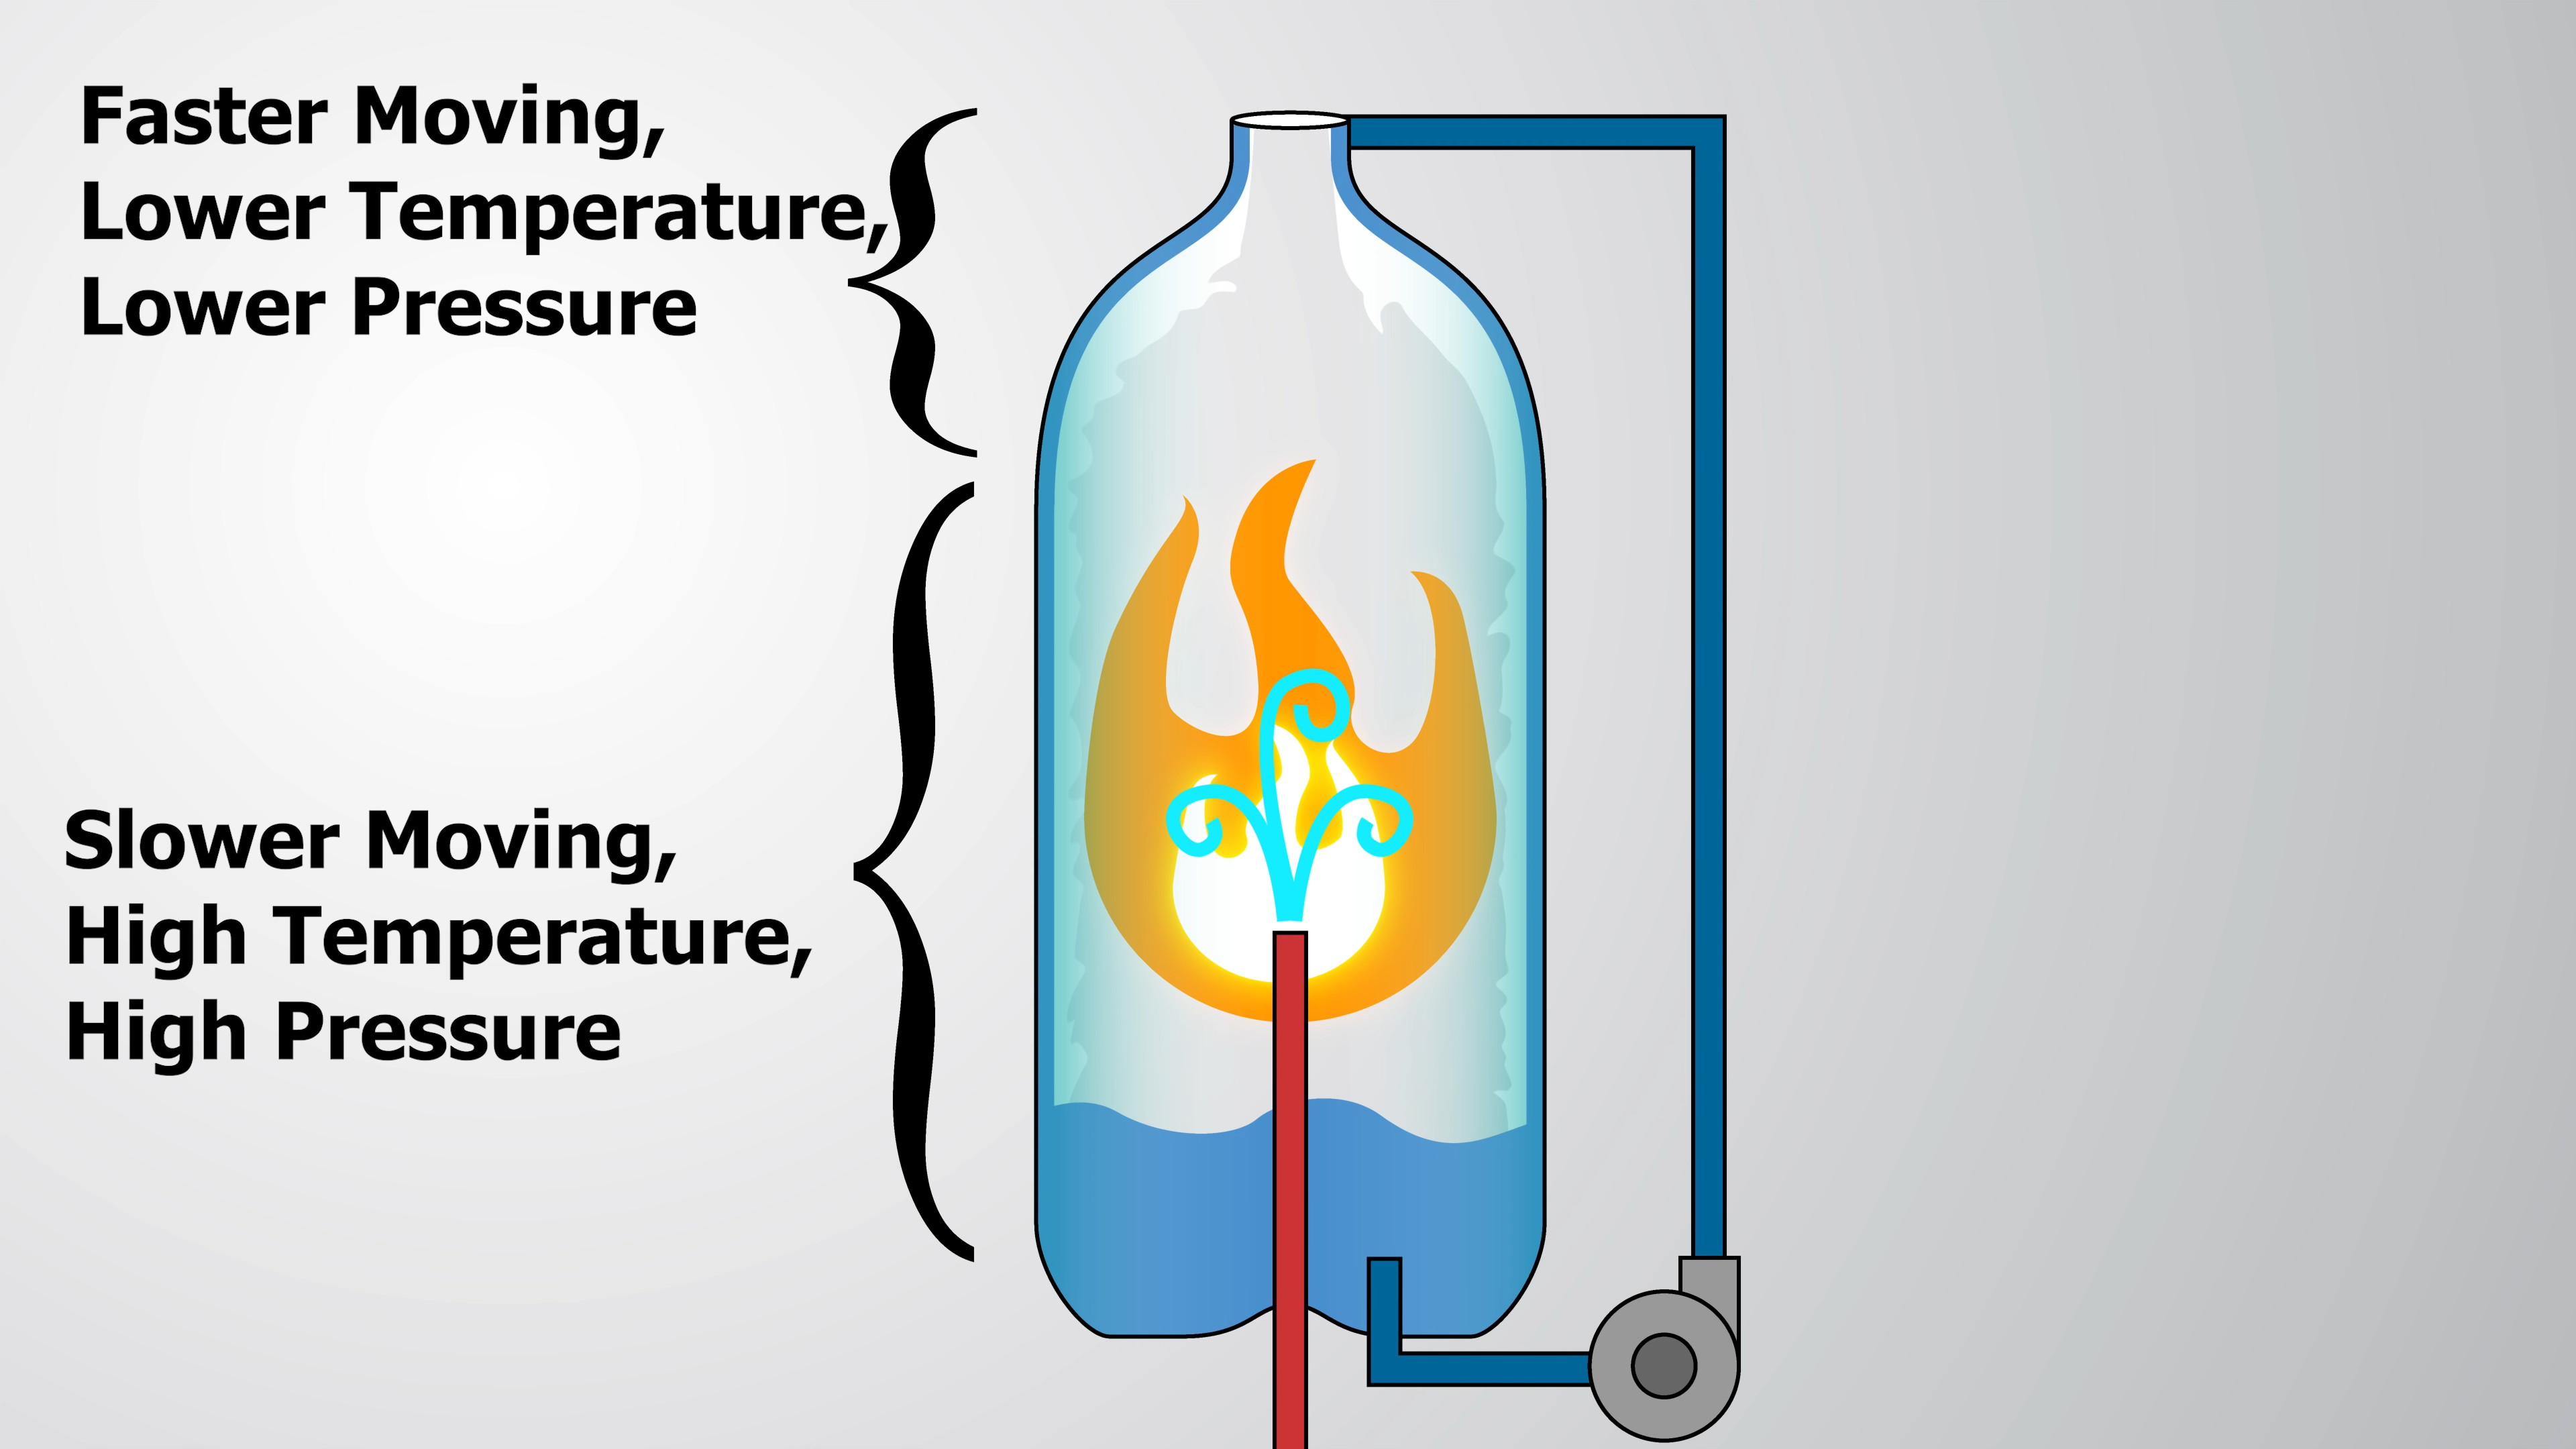 Faster Moving,
Lower Temperature,
Lower Pressure
Slower Moving,
High Temperature,
High Pressure